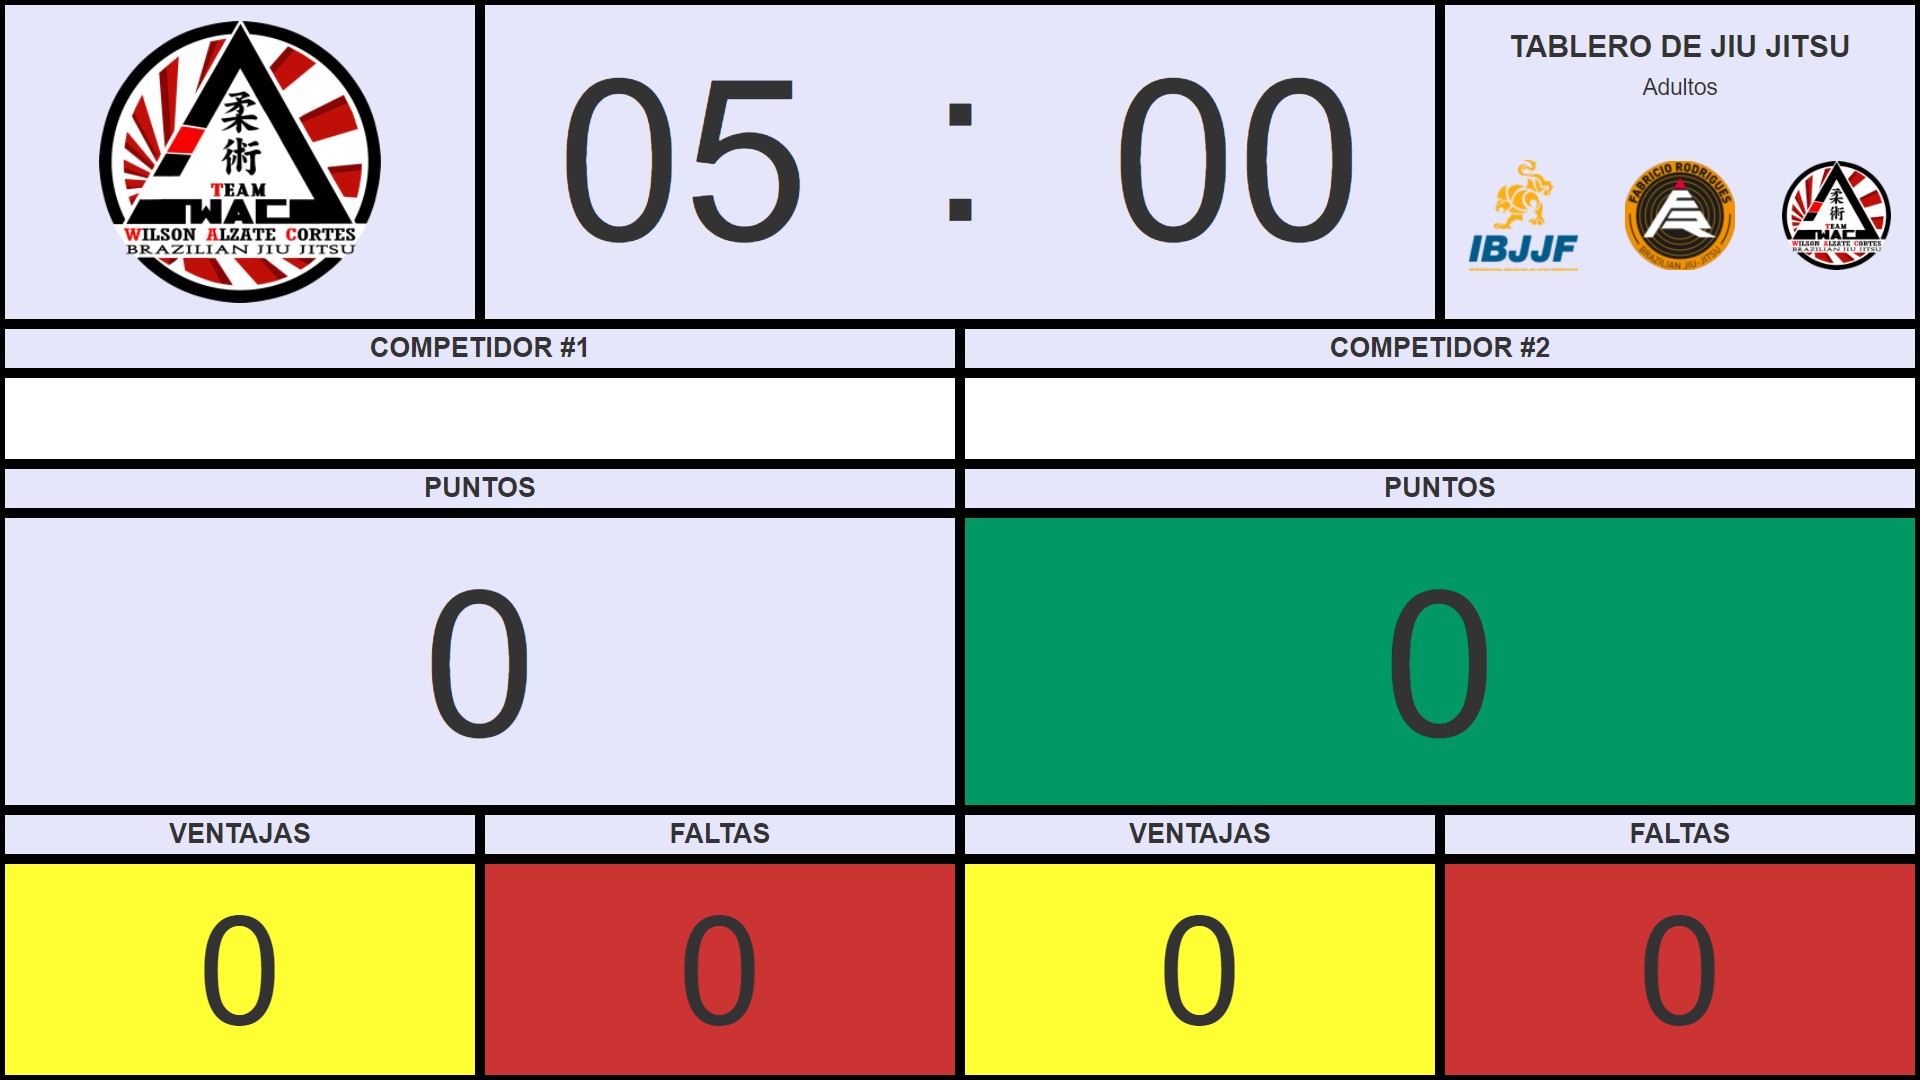 柔
術
TEAM
WAC
WILSON ALZATE CORTES
BRAZILIAN JIU JITSU
05 : 00
TABLERO DE JIU JITSU
Adultos
IBJJF
FABRICIO RODRIGUES
BRAZILIAN JIU-JITSU
柔
術
TEAM
WAC
WILSON ALZATE CORTES
BRAZILIAN JIU JITSU
COMPETIDOR #1
COMPETIDOR #2
PUNTOS
PUNTOS
0
0
VENTAJAS
FALTAS
VENTAJAS
FALTAS
0
0
0
0